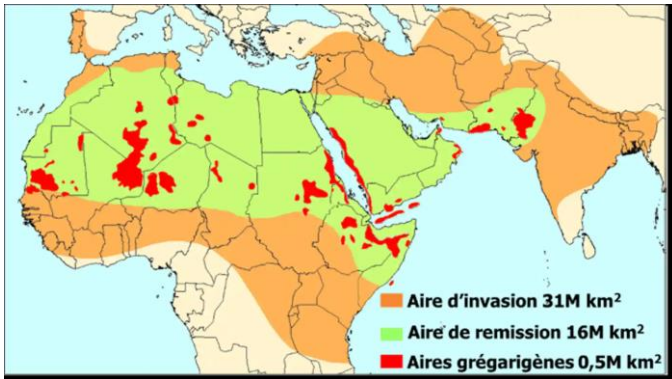 Aire d'invasion 31M km²
Aire de remission 16M km²
Aires grégarigènes 0,5M km²